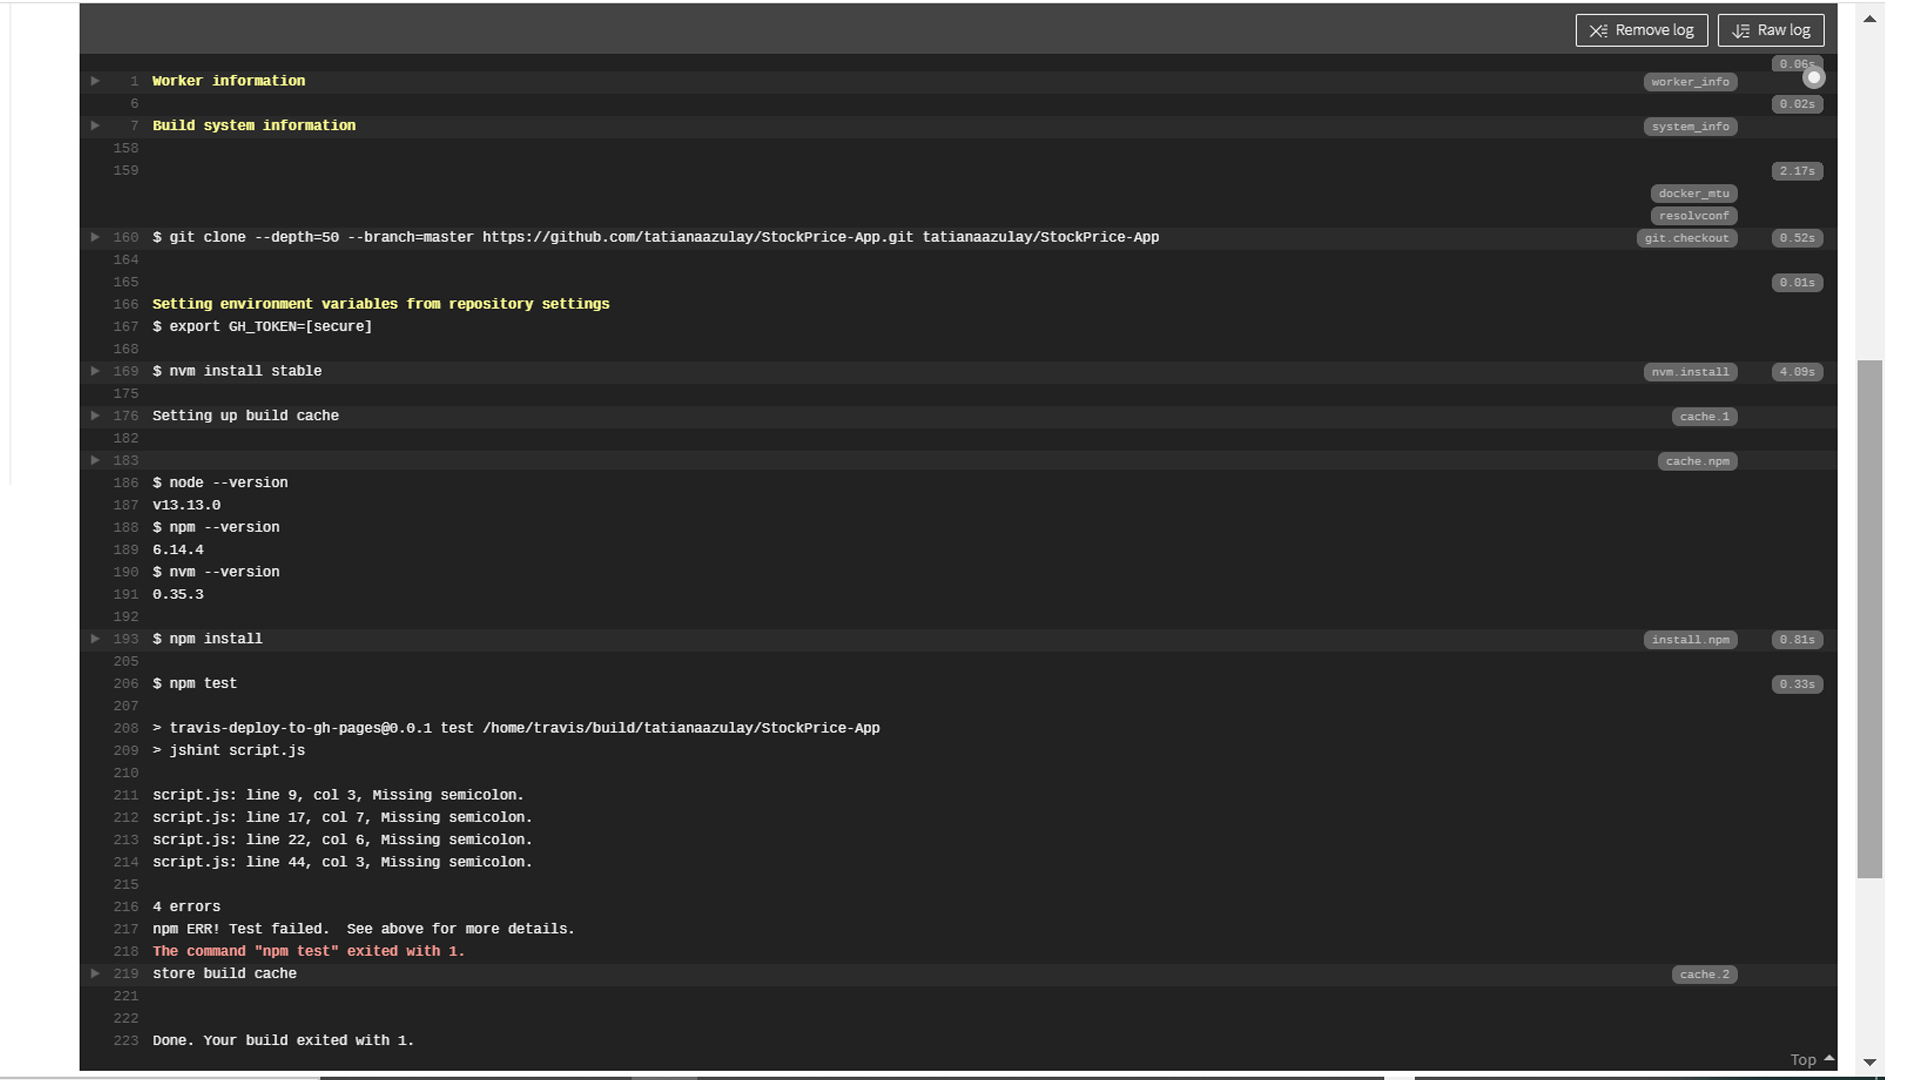 Remove log Raw log
0.06s
1 Worker information worker_info
6 0.02s
7 Build system information system_info
158
159 2.17s
docker_mtu
resolvconf
160 $ git clone --depth=50 --branch=master https://github.com/tatianaazulay/StockPrice-App.git tatianaazulay/StockPrice-App git.checkout 0.52s
164
165 0.01s
166 Setting environment variables from repository settings
167 $ export GH_TOKEN=[secure]
168
169 $ nvm install stable nvm.install 4.09s
175
176 Setting up build cache cache.1
182
183 cache.npm
186 $ node --version
187 v13.13.0
188 $ npm --version
189 6.14.4
190 $ nvm --version
191 0.35.3
192
193 $ npm install install.npm 0.81s
205
206 $ npm test 0.33s
207
208 > travis-deploy-to-gh-pages@0.0.1 test /home/travis/build/tatianaazulay/StockPrice-App
209 > jshint script.js
210
211 script.js: line 9, col 3, Missing semicolon.
212 script.js: line 17, col 7, Missing semicolon.
213 script.js: line 22, col 6, Missing semicolon.
214 script.js: line 44, col 3, Missing semicolon.
215
216 4 errors
217 npm ERR! Test failed.  See above for more details.
218 The command "npm test" exited with 1.
219 store build cache cache.2
221
222
223 Done. Your build exited with 1.
Top